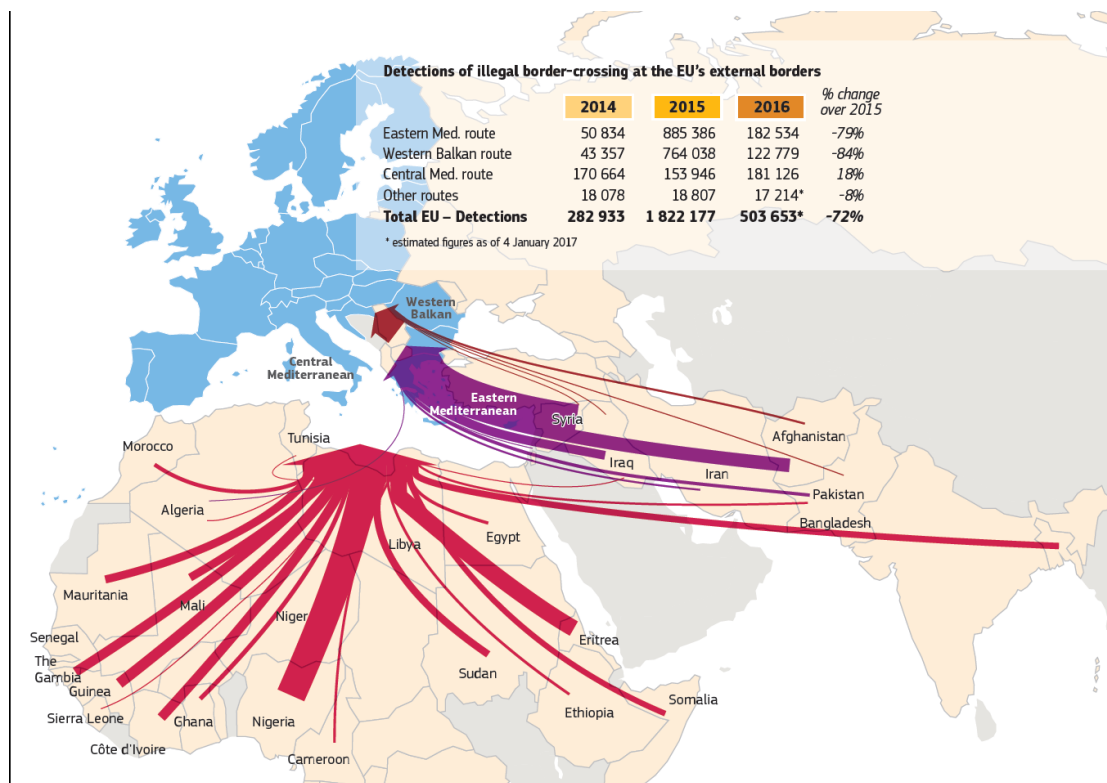 Detections of illegal border-crossing at the EU's external borders
2014 2015 2016 % change over 2015
Eastern Med. route 50 834 885 386 182 534 -79%
Western Balkan route 43 357 764 038 122 779 -84%
Central Med. route 170 664 153 946 181 126 18%
Other routes 18 078 18 807 17 214* -8%
Total EU – Detections 282 933 1 822 177 503 653* -72%
* estimated figures as of 4 January 2017
Western
Balkan
Central
Mediterranean
Eastern
Mediterranean
Syria
Afghanistan
Morocco
Tunisia
Iraq
Iran
Pakistan
Algeria
Bangladesh
Libya
Egypt
Mauritania
Mali
Niger
Senegal
Eritrea
The
Gambia
Guinea
Sudan
Somalia
Sierra Leone
Ghana
Nigeria
Ethiopia
Côte d'Ivoire
Cameroon